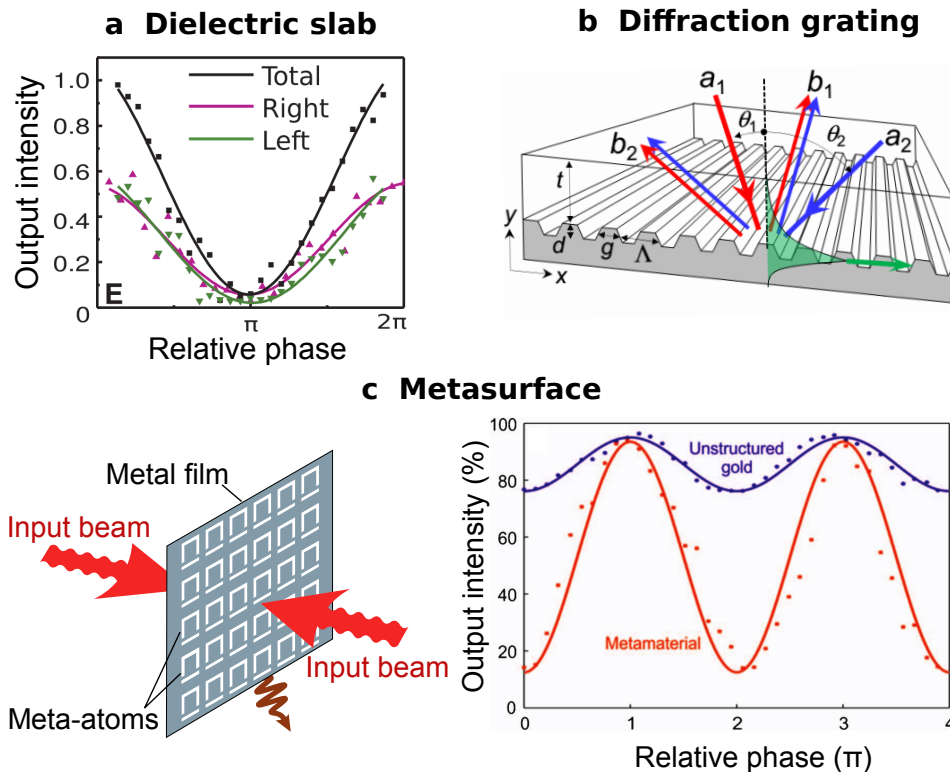 a Dielectric slab
Output intensity
1.0
0.8
0.6
0.4
0.2
0
Total
Right
Left
E
π
2π
Relative phase
b Diffraction grating
a1
b1
θ1
θ2
a2
b2
t
y
d
g
Λ
x
c Metasurface
Metal film
Input beam
Input beam
Meta-atoms
Output intensity (%)
100
80
60
40
20
0
Unstructured
gold
Metamaterial
0
1
2
3
4
Relative phase (π)